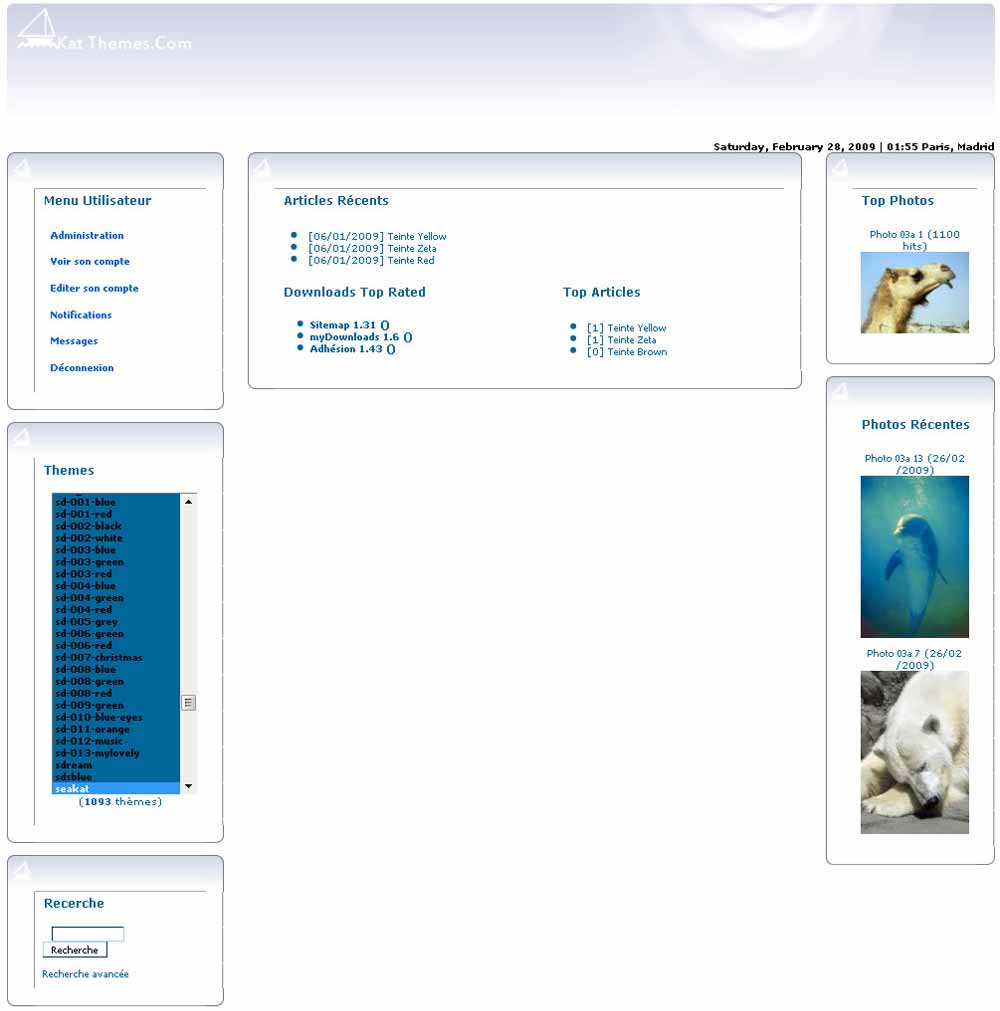 Kat Themes.Com
Saturday, February 28, 2009 | 01:55 Paris, Madrid
Menu Utilisateur
Administration
Voir son compte
Editer son compte
Notifications
Messages
Déconnexion
Themes
sd-001-blue
sd-001-red
sd-002-black
sd-002-white
sd-003-blue
sd-003-green
sd-003-red
sd-004-blue
sd-004-green
sd-004-red
sd-005-grey
sd-006-green
sd-006-red
sd-007-christmas
sd-008-blue
sd-008-green
sd-008-red
sd-009-green
sd-010-blue-eyes
sd-011-orange
sd-012-music
sd-013-mylovely
sdream
sdsblue
seakat
(1093 thèmes)
Recerche
Recherche
Recherche avancée
Articles Récents
[06/01/2009] Teinte Yellow
[06/01/2009] Teinte Zeta
[06/01/2009] Teinte Red
Downloads Top Rated
Sitemap 1.31 ()
myDownloads 1.6 ()
Adhésion 1.43 ()
Top Articles
[1] Teinte Yellow
[1] Teinte Zeta
[0] Teinte Brown
Top Photos
Photo 03a 1 (1100
hits)
Photos Récentes
Photo 03a 13 (26/02
/2009)
Photo 03a 7 (26/02
/2009)